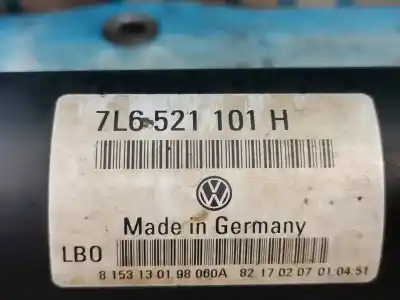 7L6 521 101 H
Made in Germany
LBO
8 153 13 01 98 060A 82 17 02 07 01 04 51